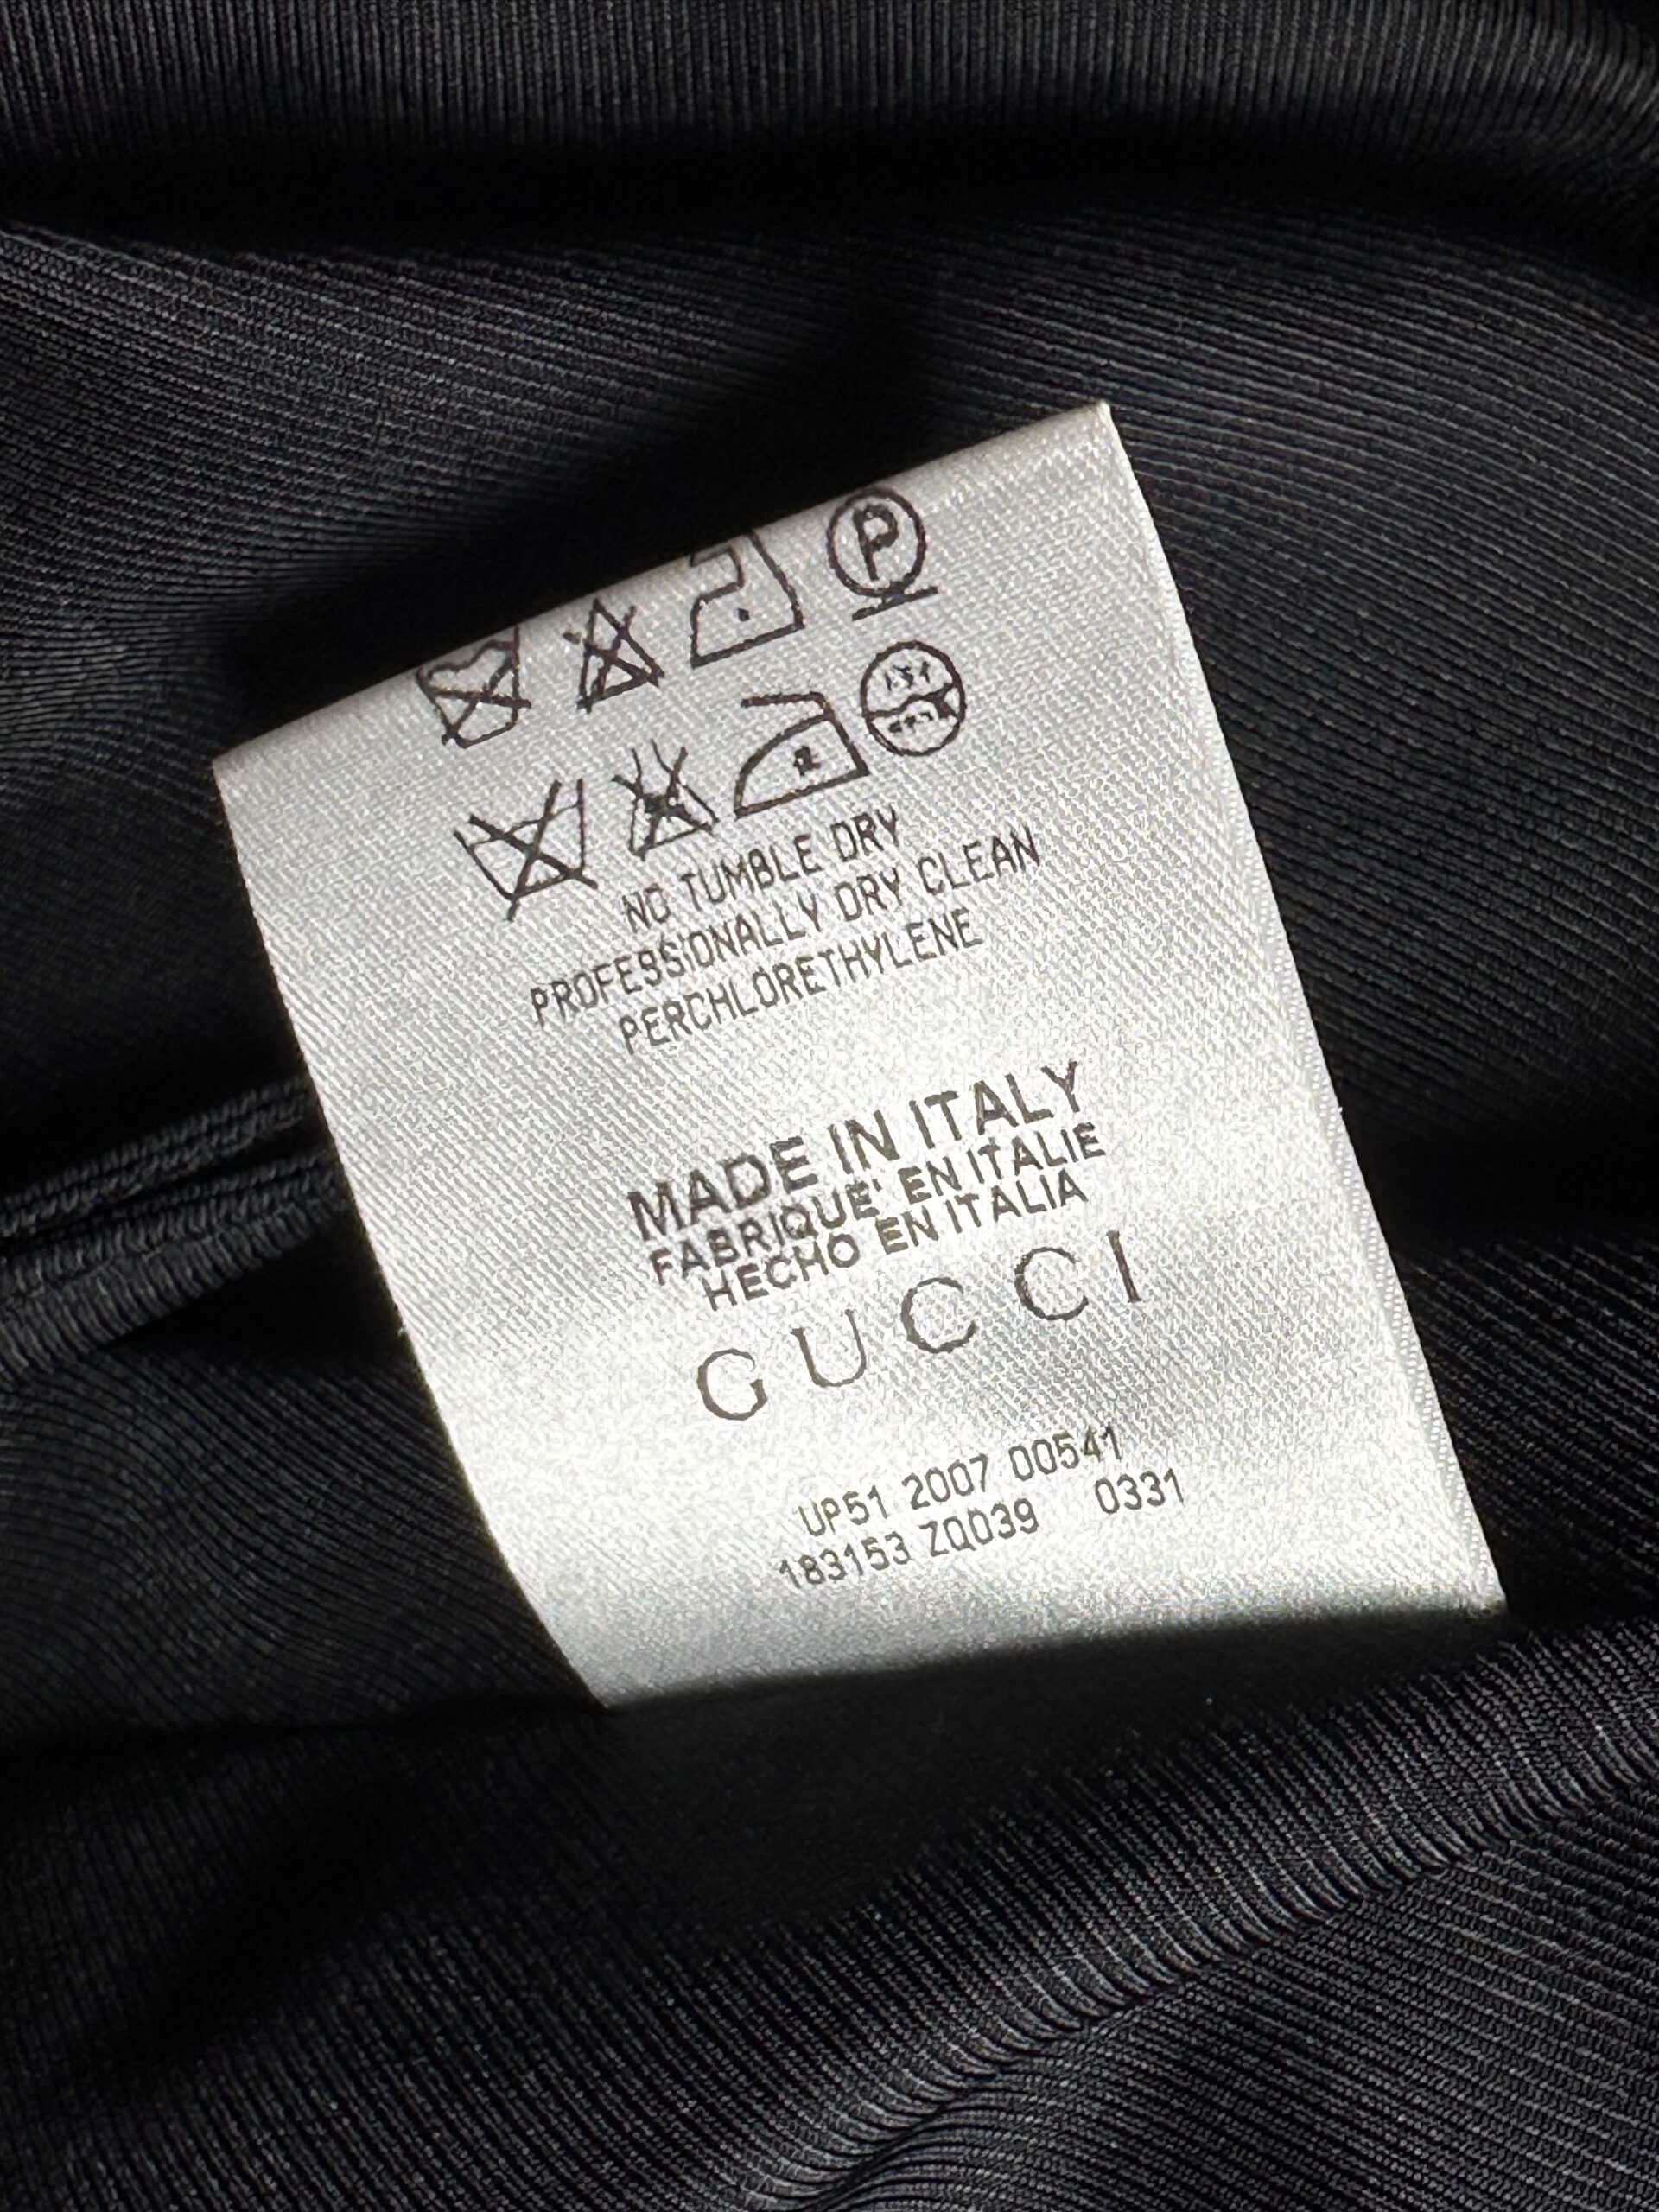 P
NO TUMBLE DRY
PROFESSIONALLY DRY CLEAN
PERCHLORETHYLENE
MADE IN ITALY
FABRIQUE' EN ITALIE
HECHO EN ITALIA
GUCCI
UP51 2007 00541
183153 ZQ039 0331